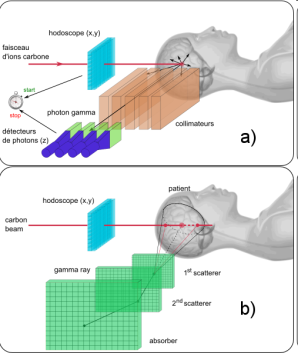 hodoscope (x,y)
faisceau
d'ions carbone
start
stop
photon gamma
détecteurs
de photons (z)
collimateurs
a)
patient
hodoscope (x,y)
carbon
beam
gamma ray
1st scatterer
2nd scatterer
absorber
b)